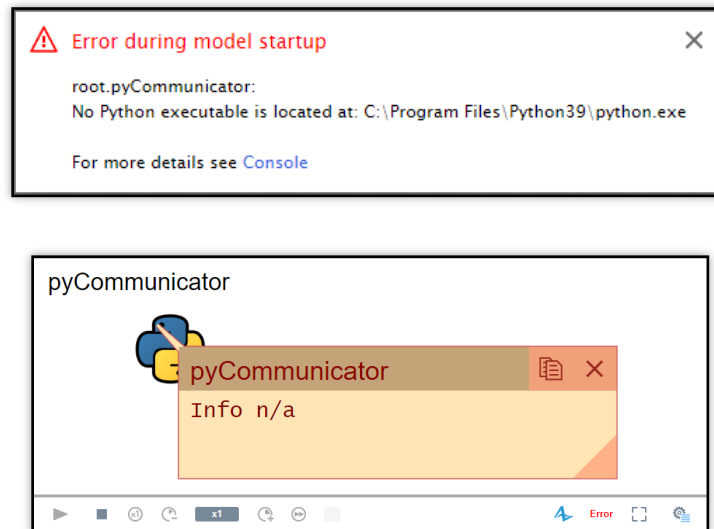 Error during model startup
root.pyCommunicator:
No Python executable is located at: C:\Program Files\Python39\python.exe
For more details see Console
pyCommunicator
pyCommunicator
Info n/a
x1 x1 Error